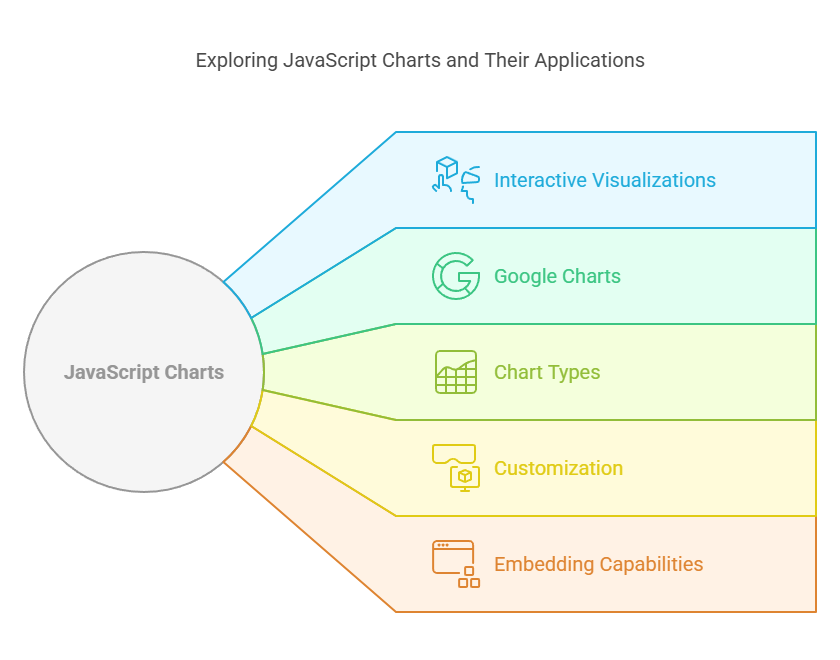 Exploring JavaScript Charts and Their Applications
Interactive Visualizations
Google Charts
JavaScript Charts
Chart Types
Customization
Embedding Capabilities